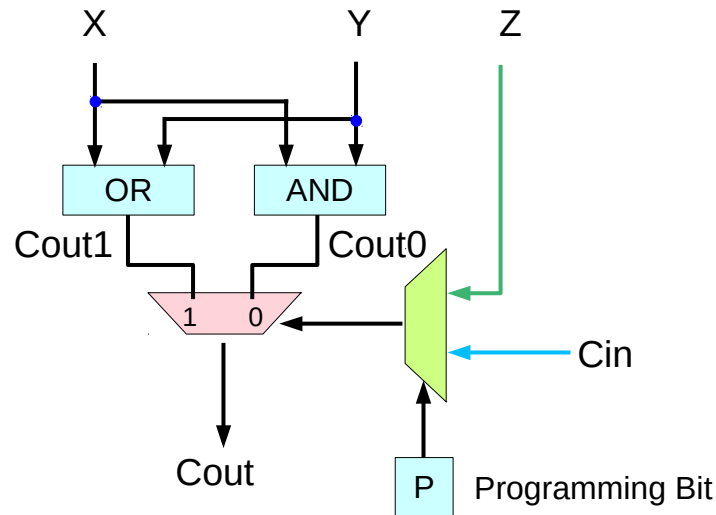 X Y Z
OR AND
Cout1 Cout0
1 0
Cin
Cout
P Programming Bit